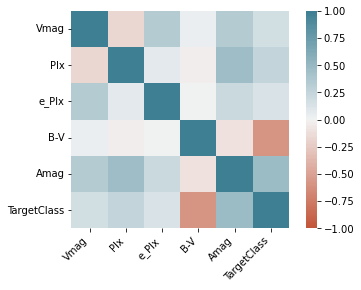 Vmag
Plx
e_Plx
B-V
Amag
TargetClass
Vmag
Plx
e_Plx
B-V
Amag
TargetClass
1.00
0.75
0.50
0.25
0.00
−0.25
−0.50
−0.75
−1.00